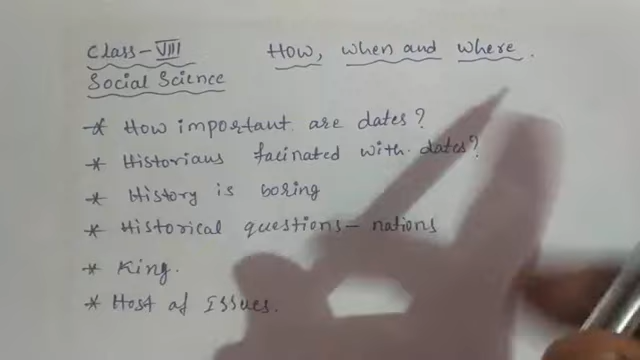 Class-VIII How, when and where.
Social Science
* How important are dates?
* Historians facinated with dates?
* History is boring
* Historical questions - nations
* King.
* Host of Issues.